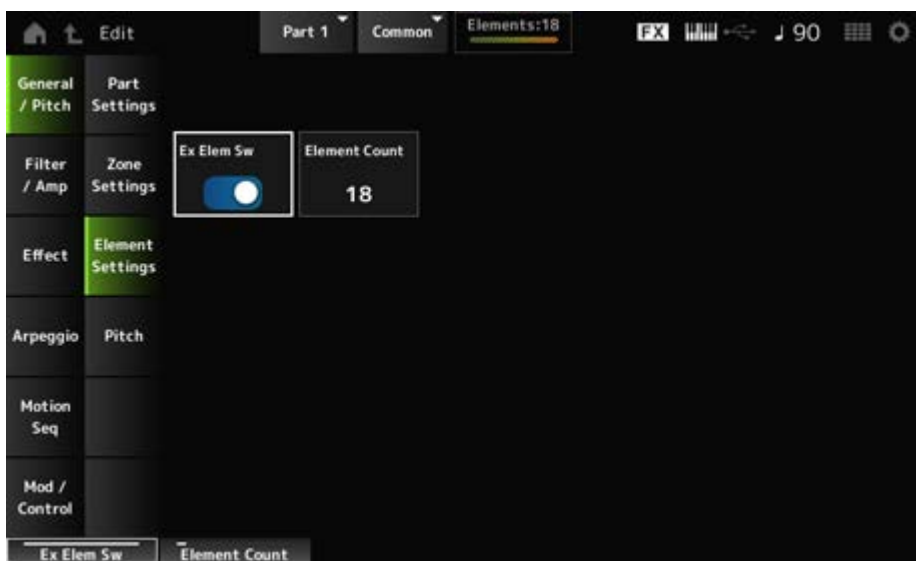 Edit
Part 1
Common
Elements:18
FX
90
General
/ Pitch
Part
Settings
Filter
/ Amp
Zone
Settings
Ex Elem Sw
Element Count
18
Effect
Element
Settings
Arpeggio
Pitch
Motion
Seq
Mod /
Control
Ex Elem Sw
Element Count